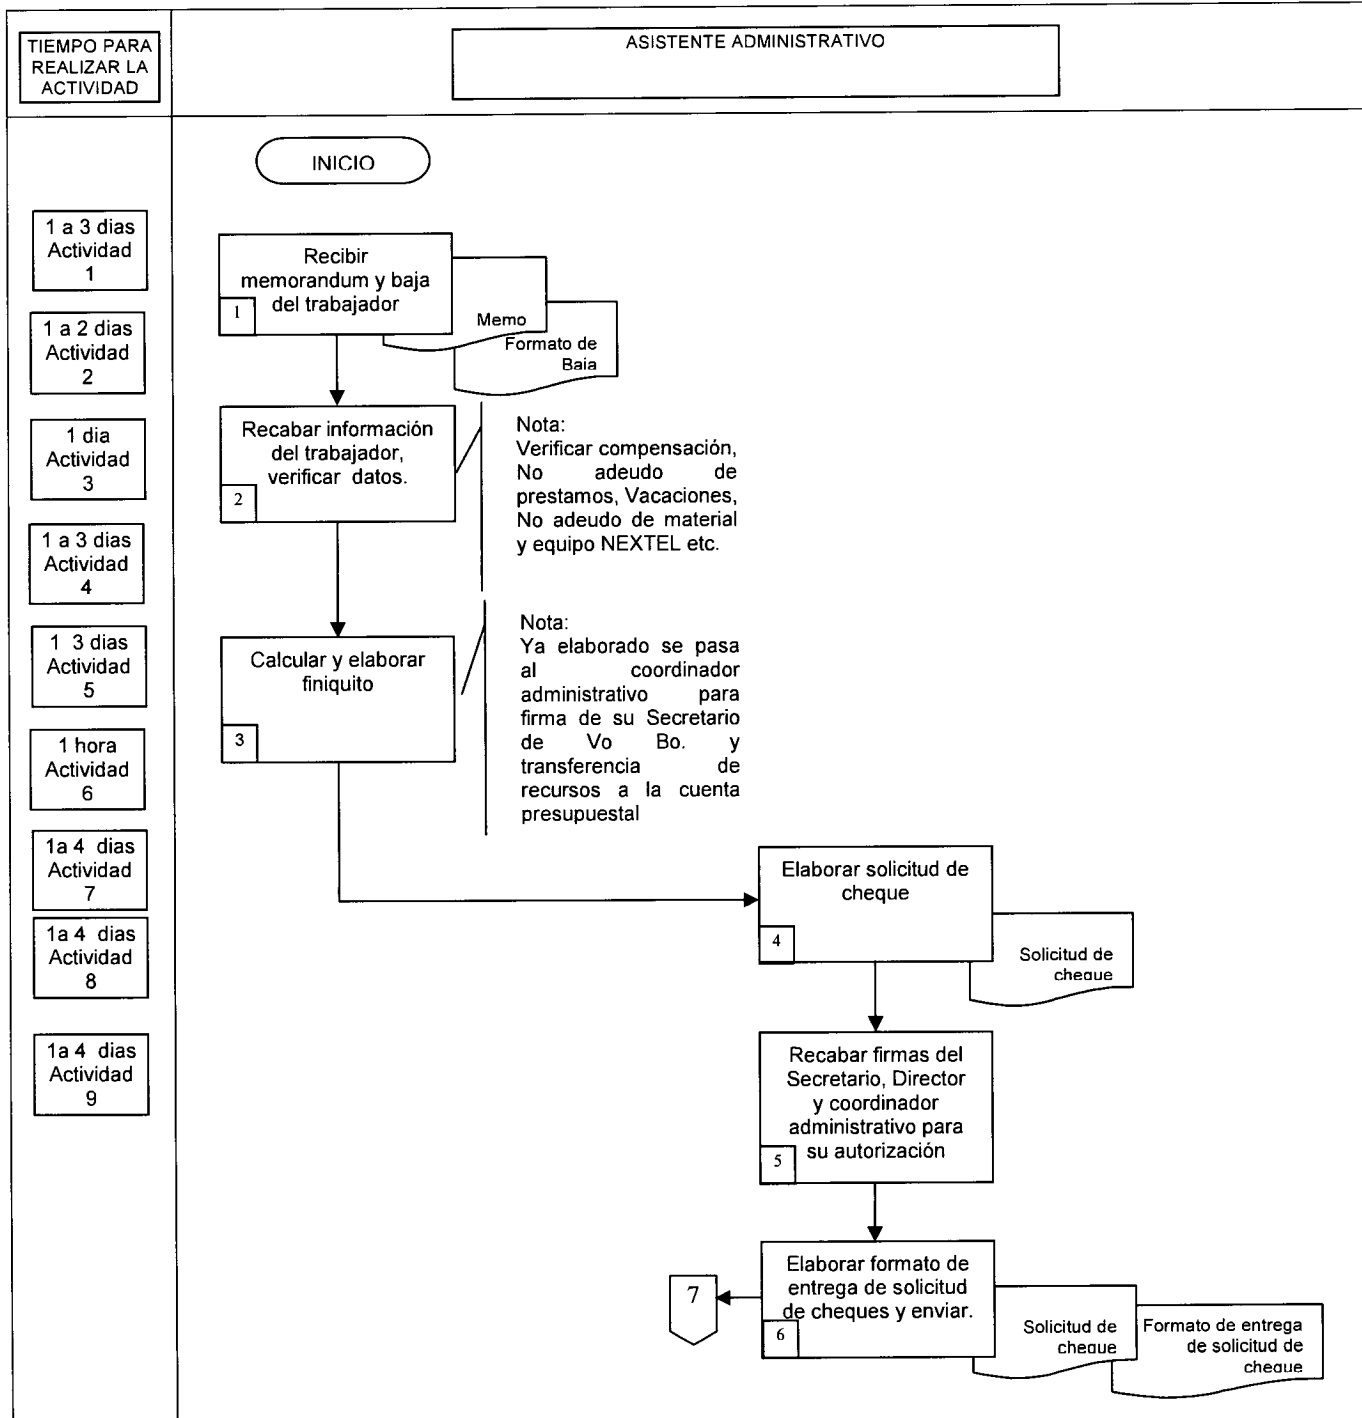 TIEMPO PARA
REALIZAR LA
ACTIVIDAD
ASISTENTE ADMINISTRATIVO
INICIO
1 a 3 dias
Actividad
1
1 a 2 dias
Actividad
2
1 dia
Actividad
3
1 a 3 dias
Actividad
4
1 3 dias
Actividad
5
1 hora
Actividad
6
1a 4 dias
Actividad
7
1a 4 dias
Actividad
8
1a 4 dias
Actividad
9
Recibir
memorandum y baja
del trabajador
1
Memo
Formato de
Baja
Recabar información
del trabajador,
verificar datos.
2
Nota:
Verificar compensación,
No adeudo de
prestamos, Vacaciones,
No adeudo de material
y equipo NEXTEL etc.
Calcular y elaborar
finiquito
3
Nota:
Ya elaborado se pasa
al coordinador
administrativo para
firma de su Secretario
de Vo Bo. y
transferencia de
recursos a la cuenta
presupuestal
Elaborar solicitud de
cheque
4
Solicitud de
cheque
Recabar firmas del
Secretario, Director
y coordinador
administrativo para
su autorización
5
Elaborar formato de
entrega de solicitud
de cheques y enviar.
6
7
Solicitud de
cheque
Formato de entrega
de solicitud de
cheque